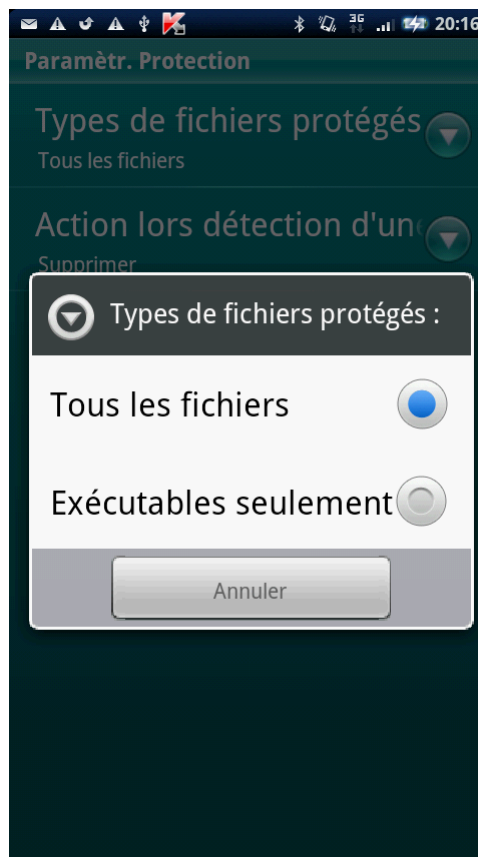 3G 20:16
Paramètr. Protection
Types de fichiers protégés
Tous les fichiers
Action lors détection d'un
Supprimer
Types de fichiers protégés :
Tous les fichiers
Exécutables seulement
Annuler